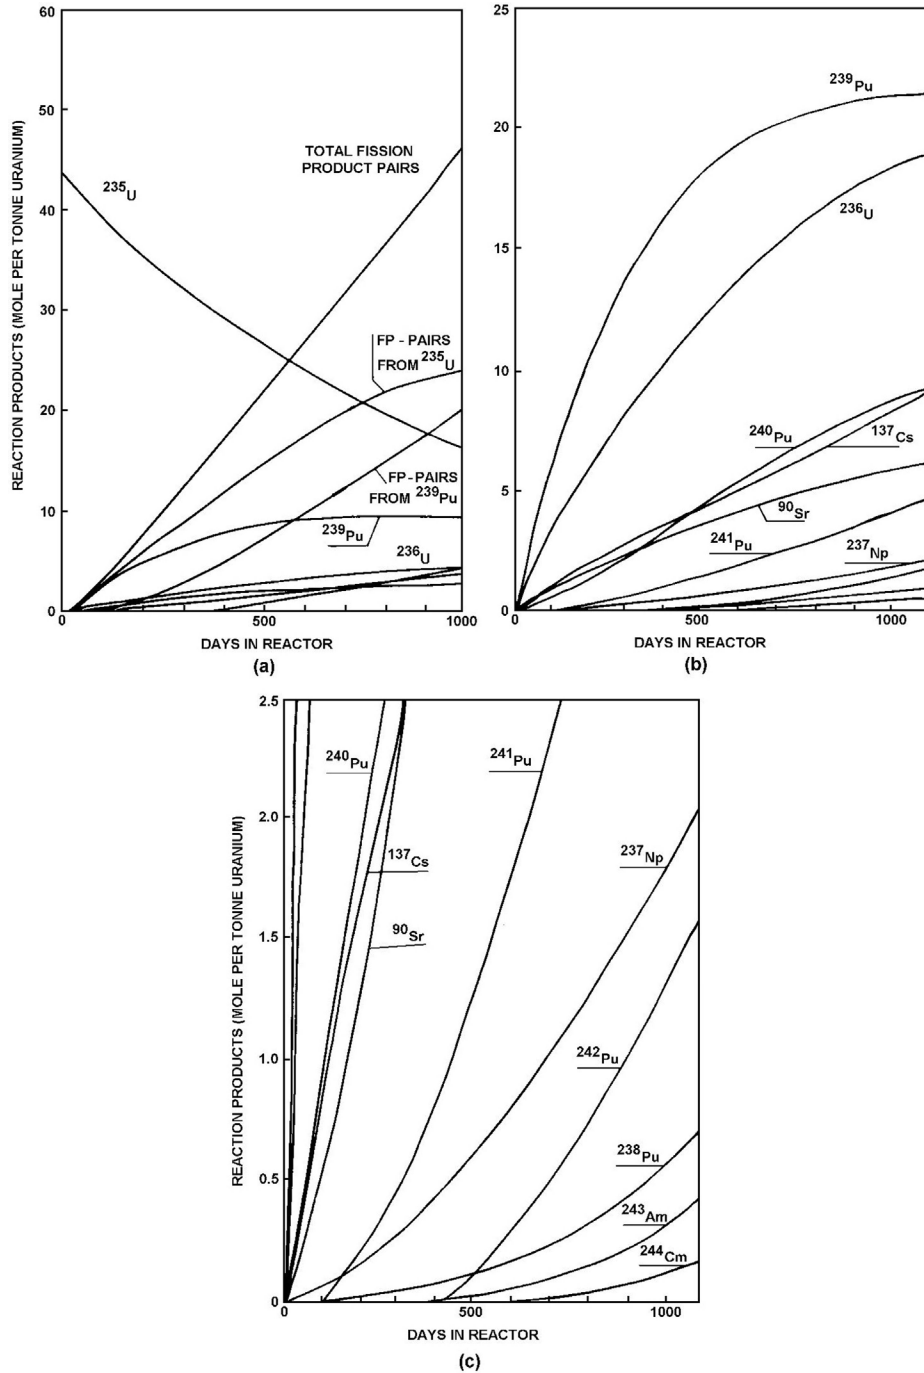 60
50
40
30
20
10
0
REACTION PRODUCTS (MOLE PER TONNE URANIUM)
235U
TOTAL FISSION
PRODUCT PAIRS
FP - PAIRS
FROM 235U
FP - PAIRS
FROM 239Pu
239Pu
236U
0
500
1000
DAYS IN REACTOR
(a)
25
20
15
10
5
0
239Pu
236U
240Pu
137Cs
90Sr
241Pu
237Np
0
500
1000
DAYS IN REACTOR
(b)
2.5
2.0
1.5
1.0
0.5
0
REACTION PRODUCTS (MOLE PER TONNE URANIUM)
240Pu
241Pu
137Cs
237Np
90Sr
242Pu
238Pu
243Am
244Cm
0
500
1000
DAYS IN REACTOR
(c)